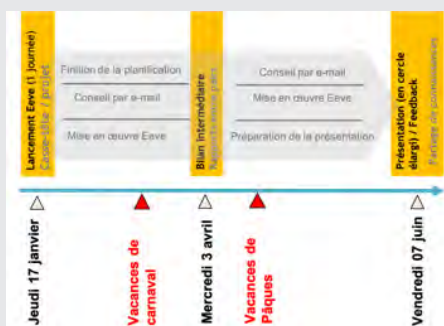 Lancement Eeve (1 journée)
Casse-tête / projet
Finition de la planification
Conseil par e-mail
Mise en œuvre Eeve
Bilan intermédiaire
Conseil par e-mail
Mise en œuvre Eeve
Préparation de la présentation
Présentation (en cercle
élargi) / Feedback
Jeudi 17 janvier
Vacances de
carnaval
Mercredi 3 avril
Vacances de
Pâques
Vendredi 07 juin